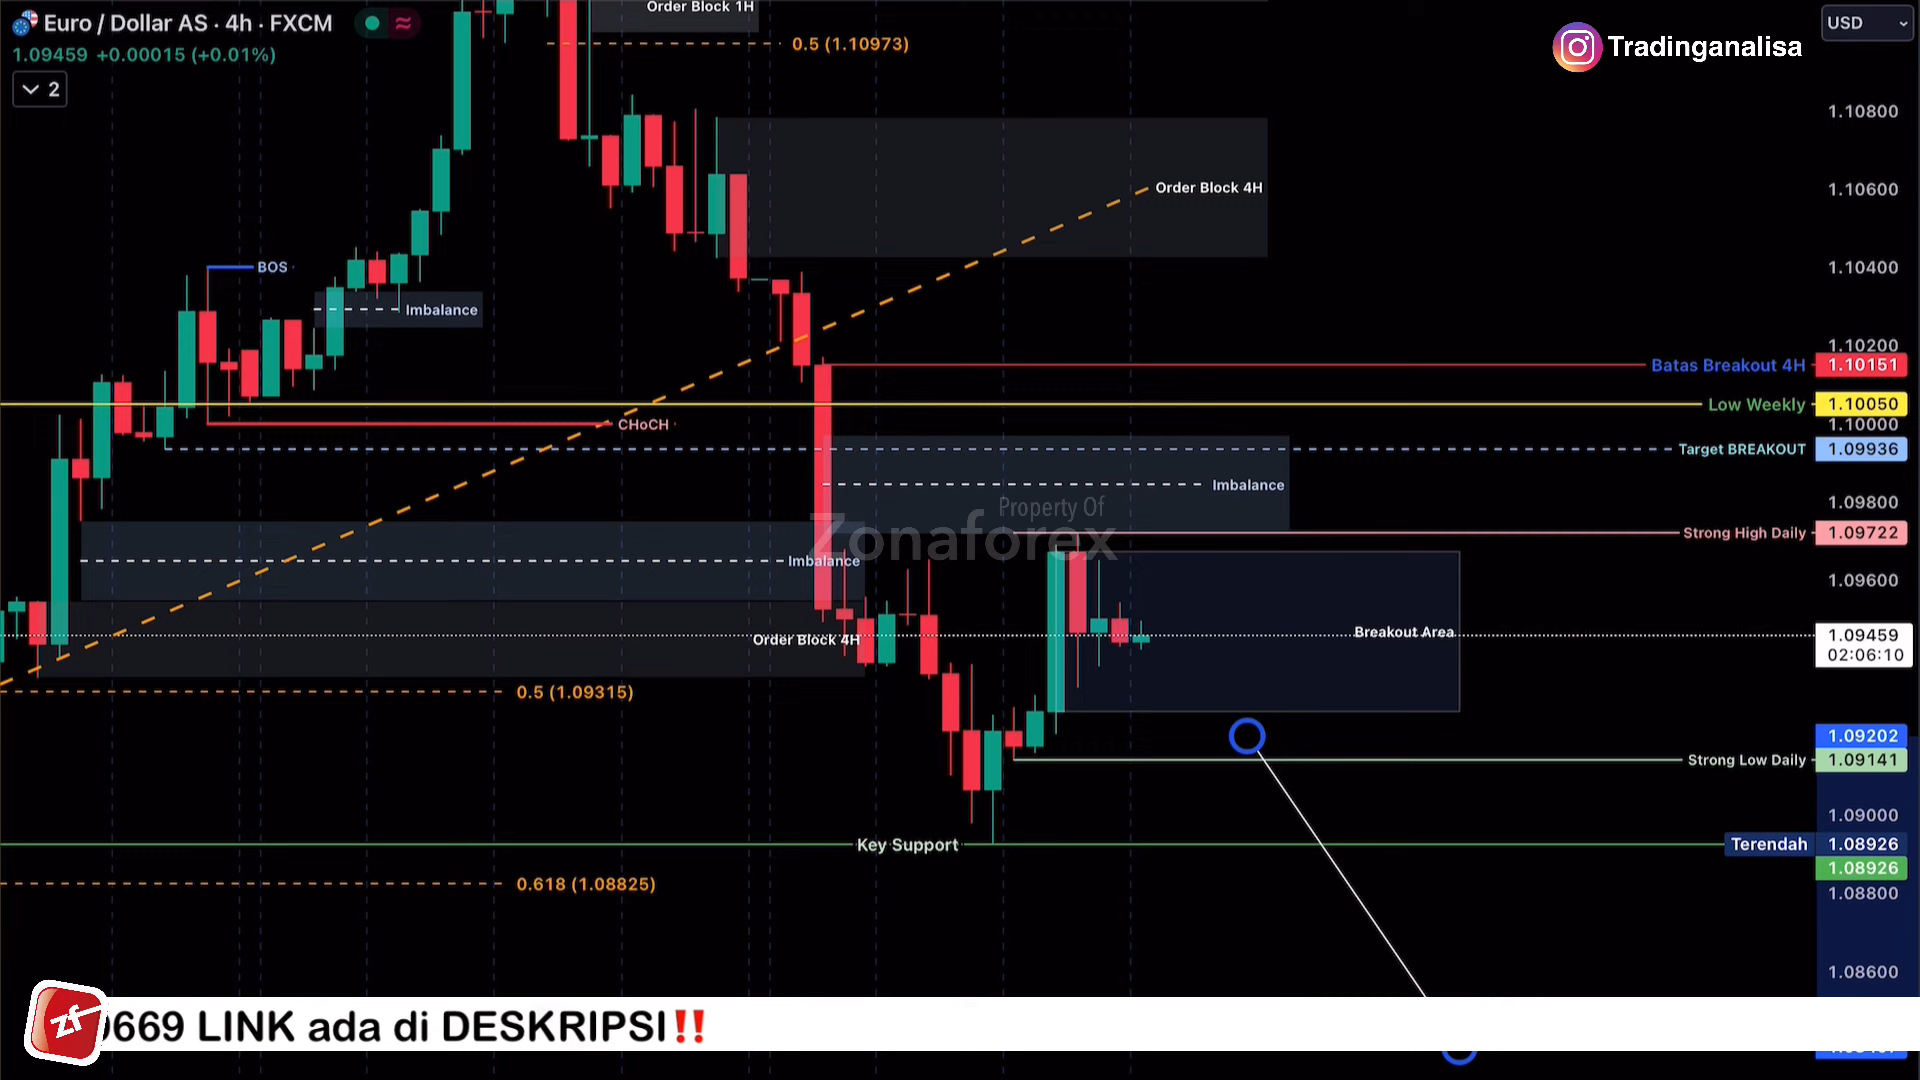 Euro / Dollar AS · 4h · FXCM
1.09459 +0.00015 (+0.01%)
2
Order Block 1H
0.5 (1.10973)
Tradinganalisa
USD
1.10800
1.10600
Order Block 4H
1.10400
BOS
Imbalance
1.10200
Batas Breakout 4H 1.10151
Low Weekly 1.10050
1.10000
CHoCH
Target BREAKOUT 1.09936
Imbalance
1.09800
Property Of
Zonaforex
Strong High Daily 1.09722
Imbalance
1.09600
Order Block 4H
Breakout Area
1.09459
02:06:10
0.5 (1.09315)
1.09202
Strong Low Daily 1.09141
1.09000
Key Support
Terendah 1.08926
1.08926
0.618 (1.08825)
1.08800
1.08600
zf
0669 LINK ada di DESKRIPSI‼️